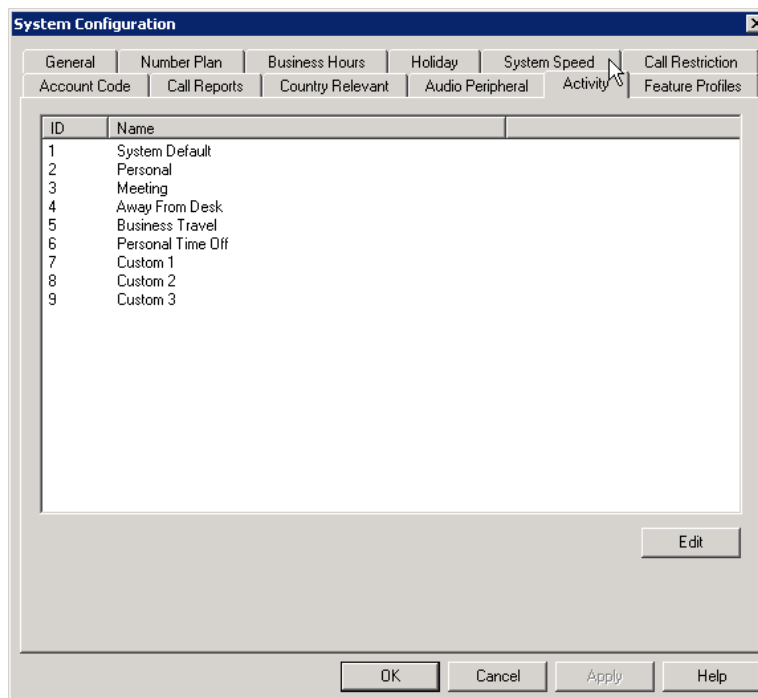 System Configuration
General Number Plan Business Hours Holiday System Speed Call Restriction
Account Code Call Reports Country Relevant Audio Peripheral Activity Feature Profiles
ID Name
1 System Default
2 Personal
3 Meeting
4 Away From Desk
5 Business Travel
6 Personal Time Off
7 Custom 1
8 Custom 2
9 Custom 3
Edit
OK Cancel Apply Help